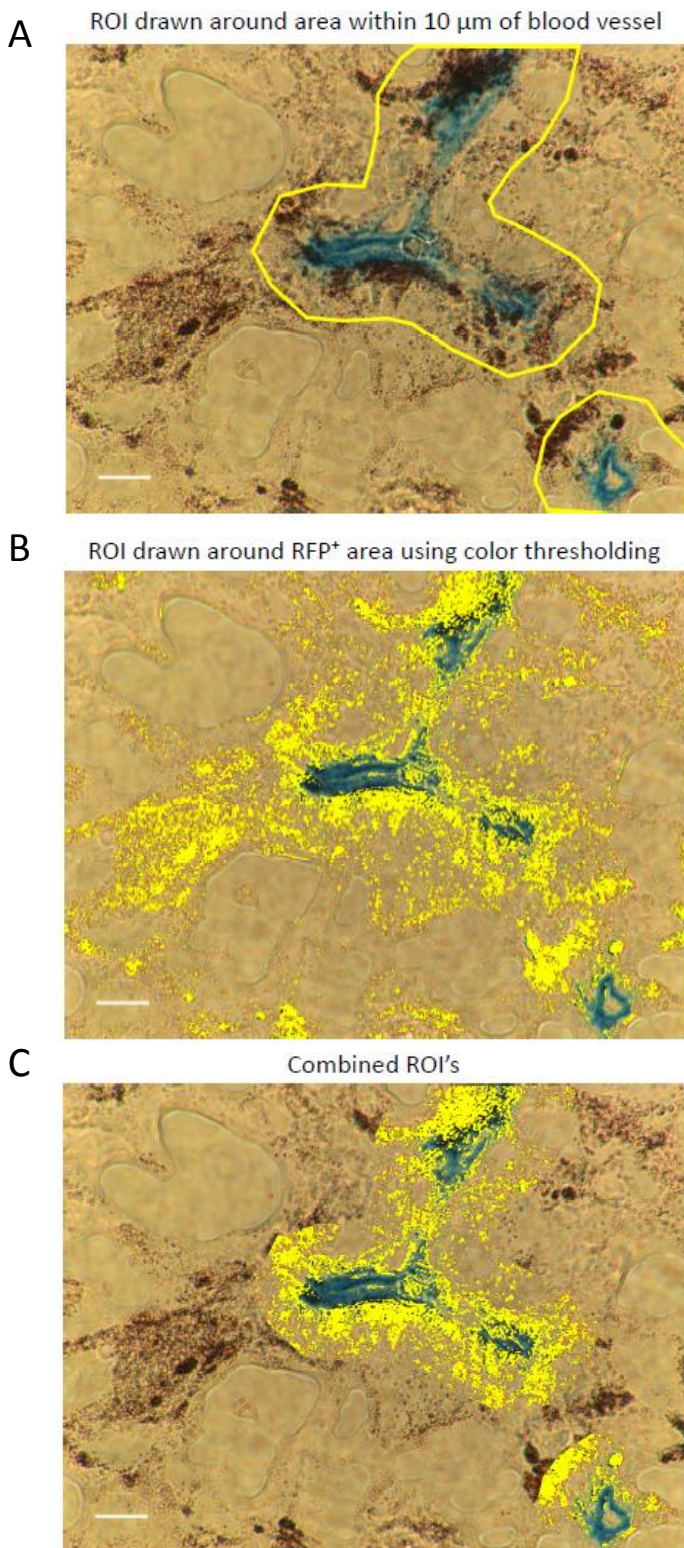 A
ROI drawn around area within 10 µm of blood vessel
B
ROI drawn around RFP⁺ area using color thresholding
C
Combined ROI's